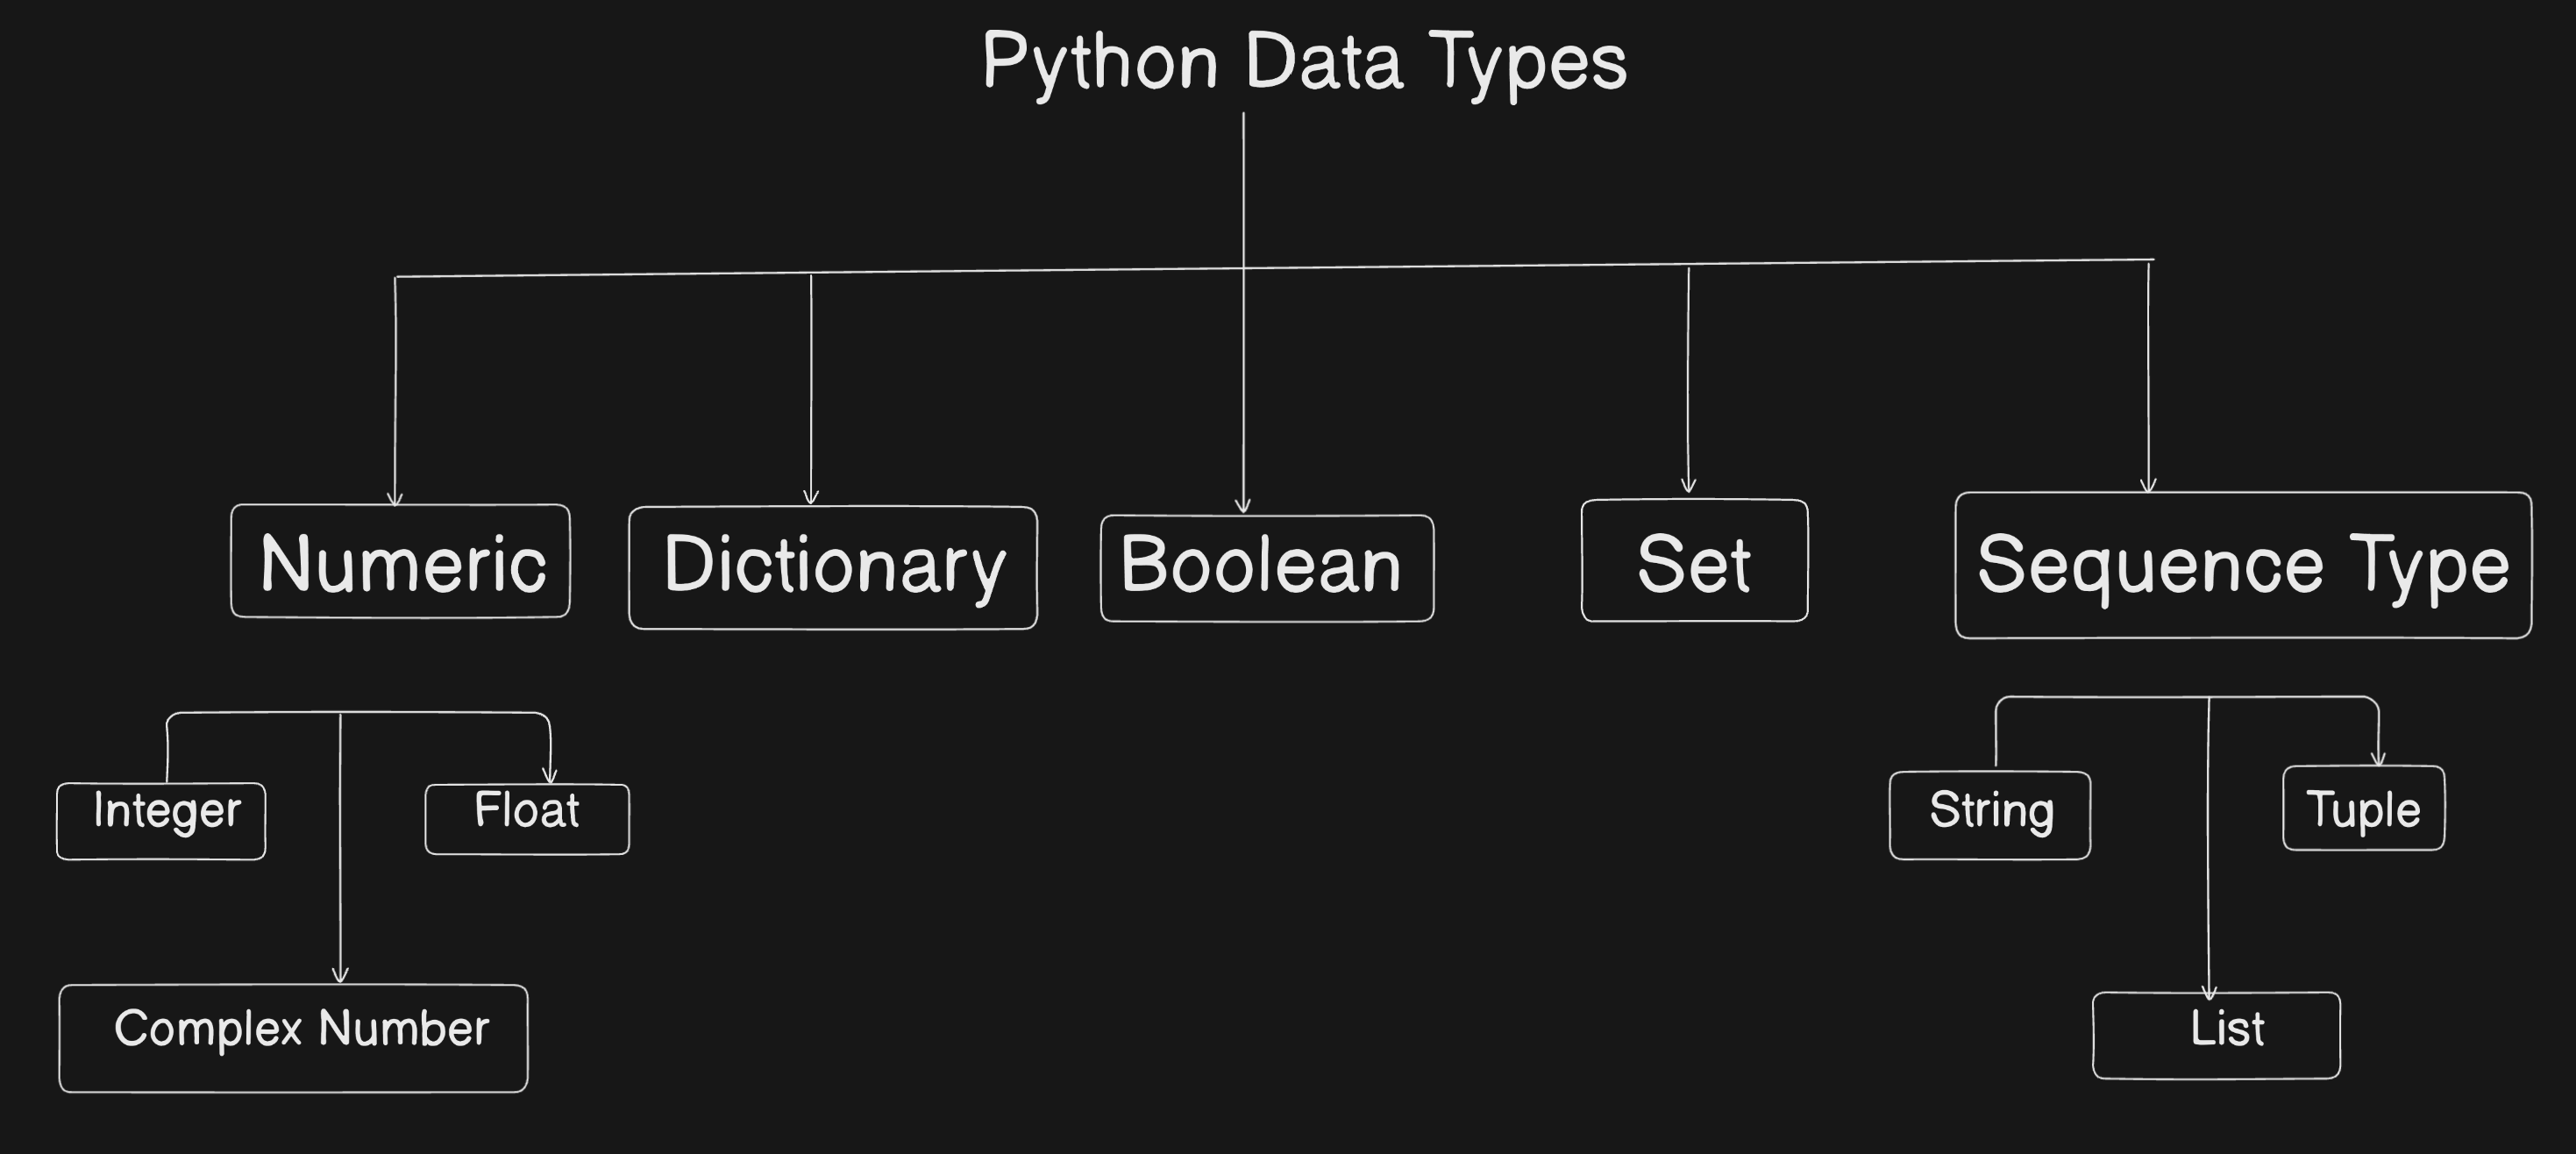 Python Data Types
Numeric
Dictionary
Boolean
Set
Sequence Type
Integer
Float
String
Tuple
Complex Number
List